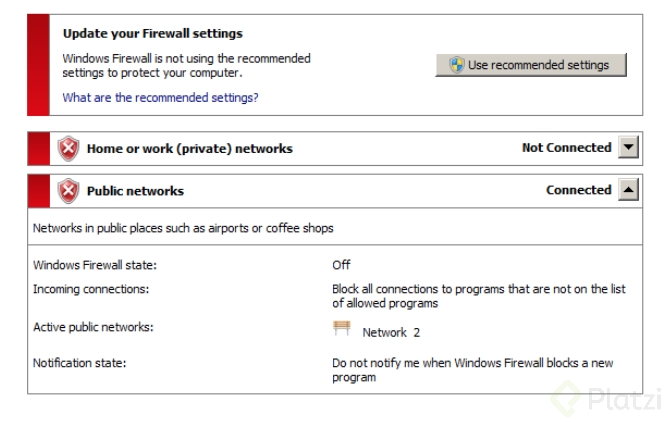 Update your Firewall settings
Windows Firewall is not using the recommended
settings to protect your computer.
Use recommended settings
What are the recommended settings?
Home or work (private) networks Not Connected
Public networks Connected
Networks in public places such as airports or coffee shops
Windows Firewall state: Off
Incoming connections: Block all connections to programs that are not on the list
of allowed programs
Active public networks: Network 2
Notification state: Do not notify me when Windows Firewall blocks a new
program
Platzi